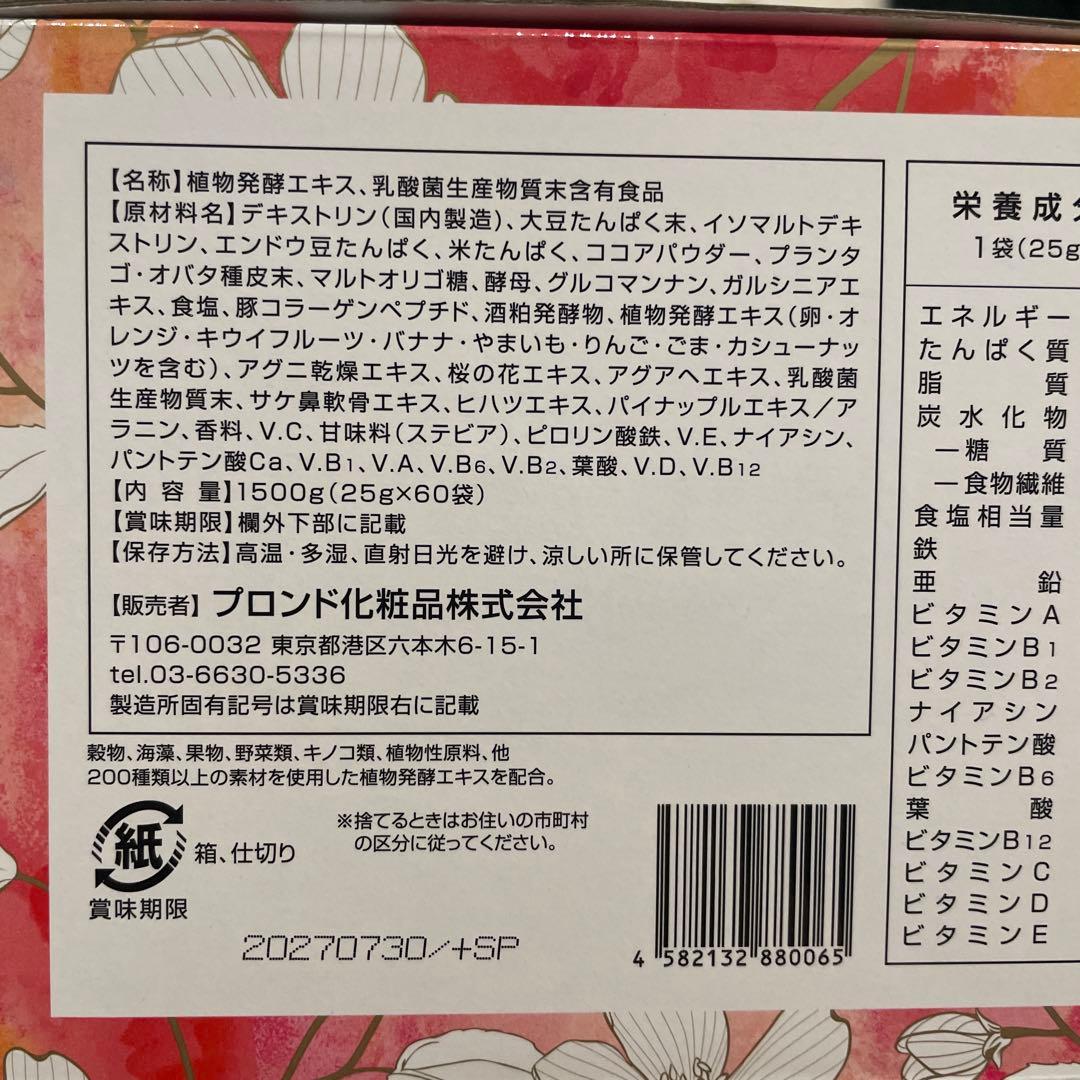 【名称】植物発酵エキス、乳酸菌生産物質末含有食品
【原材料名】デキストリン(国内製造)、大豆たんぱく末、イソマルトデキ
ストリン、エンドウ豆たんぱく、米たんぱく、ココアパウダー、プランタ
ゴ・オバタ種皮末、マルトオリゴ糖、酵母、グルコマンナン、ガルシニアエ
キス、食塩、豚コラーゲンペプチド、酒粕発酵物、植物発酵エキス(卵・オ
レンジ・キウイフルーツ・バナナ・やまいも・りんご・ごま・カシューナッ
ツを含む)、アグニ乾燥エキス、桜の花エキス、アグアヘエキス、乳酸菌
生産物質末、サケ鼻軟骨エキス、ヒハツエキス、パイナップルエキス/ア
ラニン、香料、V.C、甘味料(ステビア)、ピロリン酸鉄、V.E、ナイアシン、
パントテン酸Ca、V.B1、V.A、V.B6、V.B2、葉酸、V.D、V.B12
【内容量】1500g(25g×60袋)
【賞味期限】欄外下部に記載
【保存方法】高温・多湿、直射日光を避け、涼しい所に保管してください。
【販売者】プロンド化粧品株式会社
〒106-0032 東京都港区六本木6-15-1
tel.03-6630-5336
製造所固有記号は賞味期限右に記載
穀物、海藻、果物、野菜類、キノコ類、植物性原料、他
200種類以上の素材を使用した植物発酵エキスを配合。
紙
箱、仕切り
※捨てるときはお住いの市町村
の区分に従ってください。
賞味期限
20270730/+SP
4 582132 880065
栄養成分
1袋(25g
エネルギー
たんぱく質
脂質
炭水化物
―糖質
―食物繊維
食塩相当量
鉄
亜鉛
ビタミンA
ビタミンB1
ビタミンB2
ナイアシン
パントテン酸
ビタミンB6
葉酸
ビタミンB12
ビタミンC
ビタミンD
ビタミンE